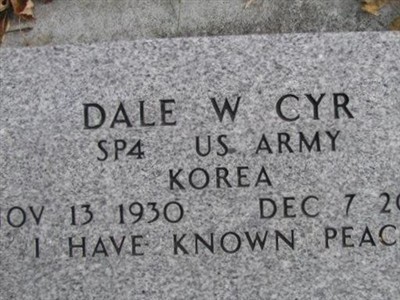 DALE W CYR
SP4 US ARMY
KOREA
OV 13 1930 DEC 7 20
I HAVE KNOWN PEAC